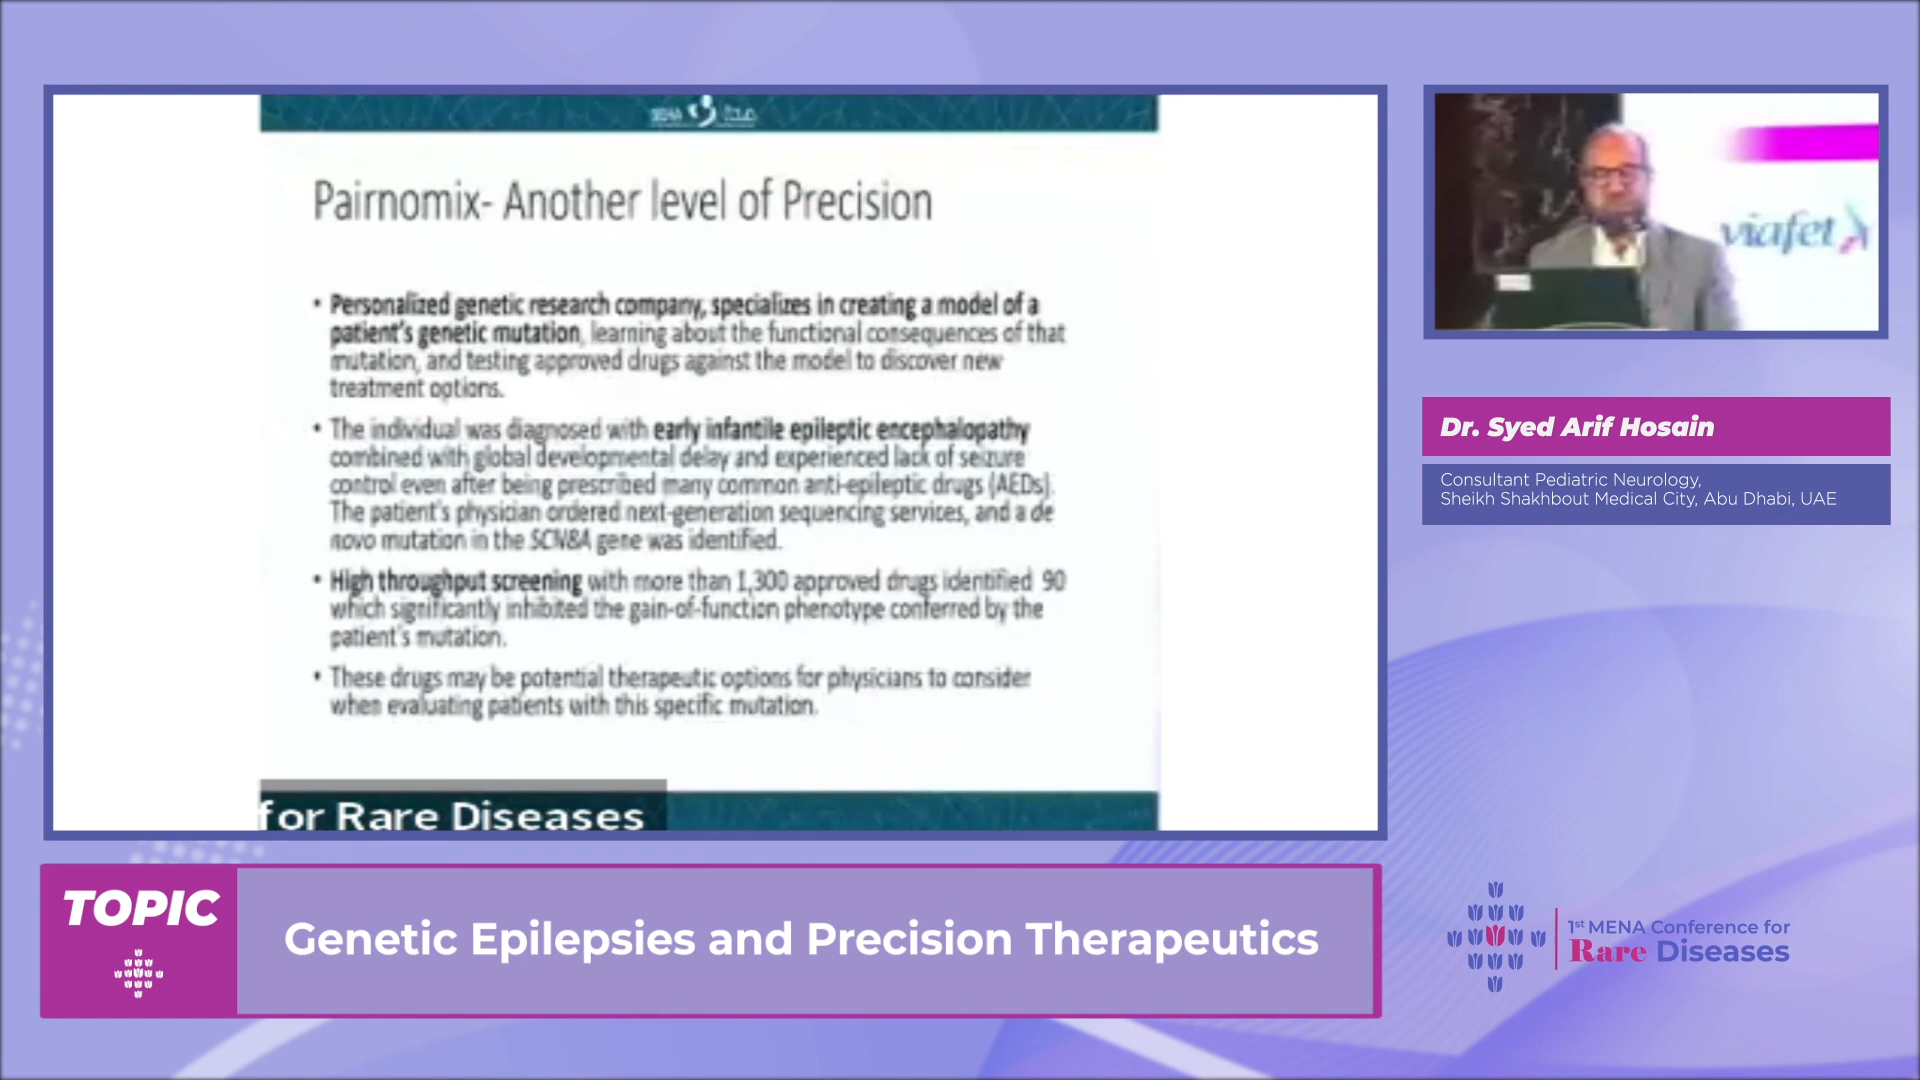 MENA
Pairnomix- Another level of Precision
• Personalized genetic research company, specializes in creating a model of a
patient's genetic mutation, learning about the functional consequences of that
mutation, and testing approved drugs against the model to discover new
treatment options.
• The individual was diagnosed with early infantile epileptic encephalopathy
combined with global developmental delay and experienced lack of seizure
control even after being prescribed many common anti-epileptic drugs (AEDs).
The patient's physician ordered next-generation sequencing services, and a de
novo mutation in the SCN8A gene was identified.
• High throughput screening with more than 1,300 approved drugs identified 90
which significantly inhibited the gain-of-function phenotype conferred by the
patient's mutation.
• These drugs may be potential therapeutic options for physicians to consider
when evaluating patients with this specific mutation.
for Rare Diseases
viafet
Dr. Syed Arif Hosain
Consultant Pediatric Neurology,
Sheikh Shakhbout Medical City, Abu Dhabi, UAE
TOPIC
Genetic Epilepsies and Precision Therapeutics
1st MENA Conference for
Rare Diseases